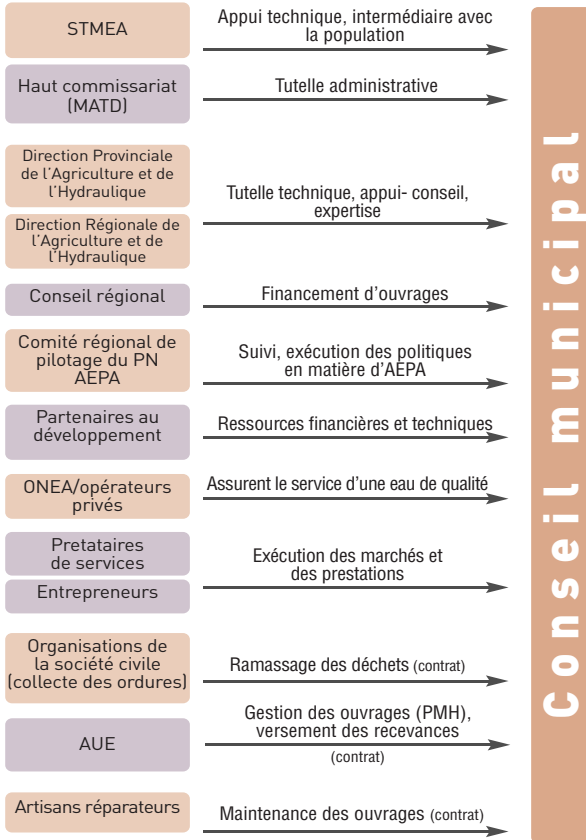 STMEA
Appui technique, intermédiaire avec
la population
Haut commissariat
(MATD)
Tutelle administrative
Direction Provinciale
de l'Agriculture et de
l'Hydraulique
Direction Régionale de
l'Agriculture et de
l'Hydraulique
Tutelle technique, appui- conseil,
expertise
Conseil régional
Financement d'ouvrages
Comité régional de
pilotage du PN
AEPA
Suivi, exécution des politiques
en matière d'AEPA
Partenaires au
développement
Ressources financières et techniques
ONEA/opérateurs
privés
Assurent le service d'une eau de qualité
Pretataires
de services
Entrepreneurs
Exécution des marchés et
des prestations
Organisations de
la société civile
(collecte des ordures)
Ramassage des déchets (contrat)
AUE
Gestion des ouvrages (PMH),
versement des recevances
(contrat)
Artisans réparateurs
Maintenance des ouvrages (contrat)
Conseil municipal